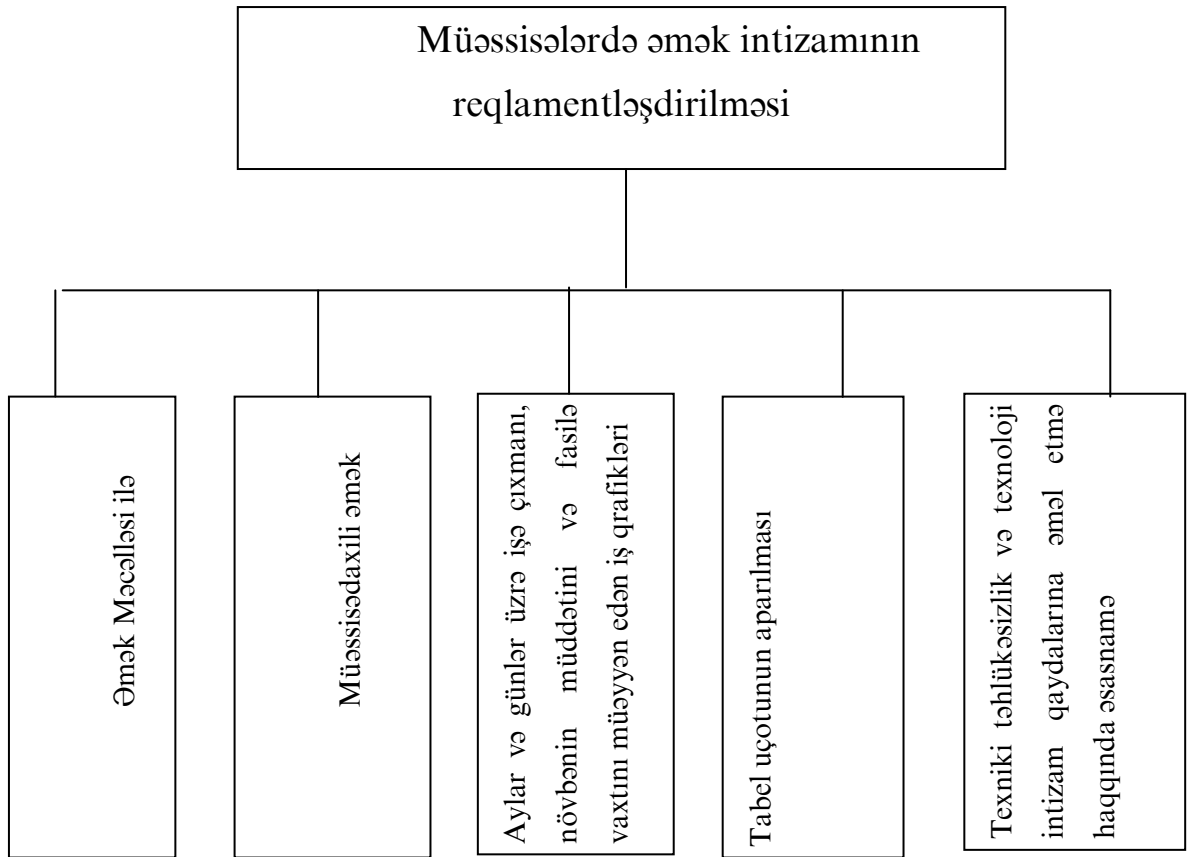 Müəssisələrdə əmək intizamının
reqlamentləşdirilməsi
Əmək Məcəlləsi ilə
Müəssisədaxili əmək
Aylar və günlər üzrə işə çıxmanı,
növbənin müddətini və fasilə
vaxtını müəyyən edən iş qrafikləri
Tabel uçotunun aparılması
Texniki təhlükəsizlik və texnoloji
intizam qaydalarına əməl etmə
haqqında əsasnamə